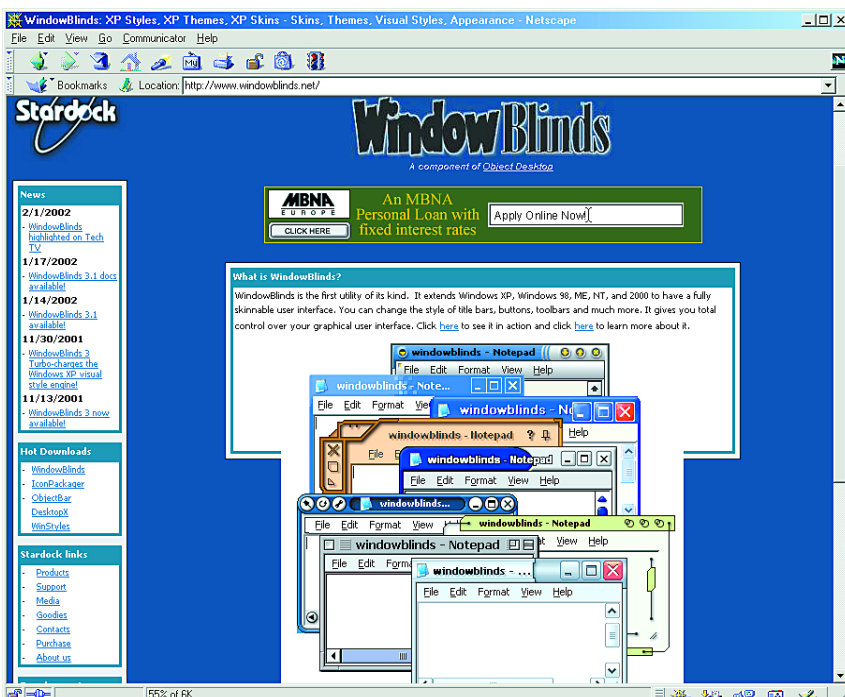 WindowBlinds: XP Styles, XP Themes, XP Skins - Skins, Themes, Visual Styles, Appearance - Netscape
File Edit View Go Communicator Help
My
Bookmarks Location: http://www.windowblinds.net/
Stardock
WindowBlinds
A component of Object Desktop
MBNA
EUROPE
CLICK HERE
An MBNA
Personal Loan with
fixed interest rates
Apply Online Now!
News
2/1/2002
- WindowBlinds
highlighted on Tech
TV
1/17/2002
- WindowBlinds 3.1 docs
available!
1/14/2002
- WindowBlinds 3.1
available!
11/30/2001
- WindowBlinds 3
Turbo-charges the
Windows XP visual
style engine!
11/13/2001
- WindowBlinds 3 now
available!
Hot Downloads
- WindowBlinds
- IconPackager
- ObjectBar
DesktopX
- WinStyles
Stardock links
- Products
- Support
- Media
- Goodies
- Contacts
- Purchase
- About us
What is WindowBlinds?
WindowBlinds is the first utility of its kind. It extends Windows XP, Windows 98, ME, NT, and 2000 to have a fully
skinnable user interface. You can change the style of title bars, buttons, toolbars and much more. It gives you total
control over your graphical user interface. Click here to see it in action and click here to learn more about it.
windowblinds - Notepad
File Edit Format View Help
windowblinds - Note...
File Edit Format Vie
windowblinds - No
Help
windowblinds - Notepad
File E
windowblinds - Notepad
File Edit Format View Help
windowblinds...
File Edit Format View
windowblinds - Notepad
View Help
windowblinds - Notepad
File Edit Form
windowblinds - ...
File Edit Format View Help
55% of 6K